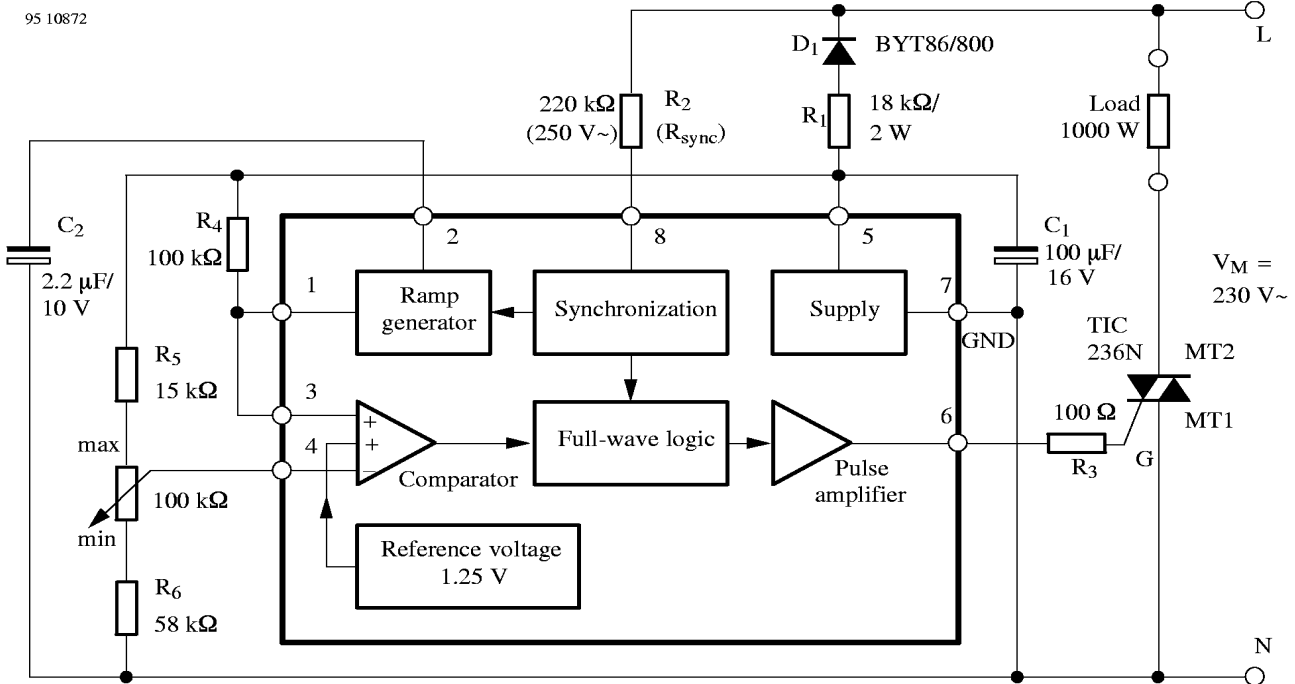 95 10872
L
D1
BYT86/800
220 kΩ
(250 V~)
R2
(Rsync)
R1
18 kΩ/
2 W
Load
1000 W
R4
100 kΩ
C2
2.2 μF/
10 V
2
8
5
C1
100 μF/
16 V
VM =
230 V~
1
Ramp
generator
Synchronization
Supply
7
GND
TIC
236N
MT2
MT1
R5
15 kΩ
3
+
4
+
−
Comparator
Full-wave logic
Pulse
amplifier
6
100 Ω
R3
G
max
100 kΩ
min
Reference voltage
1.25 V
R6
58 kΩ
N